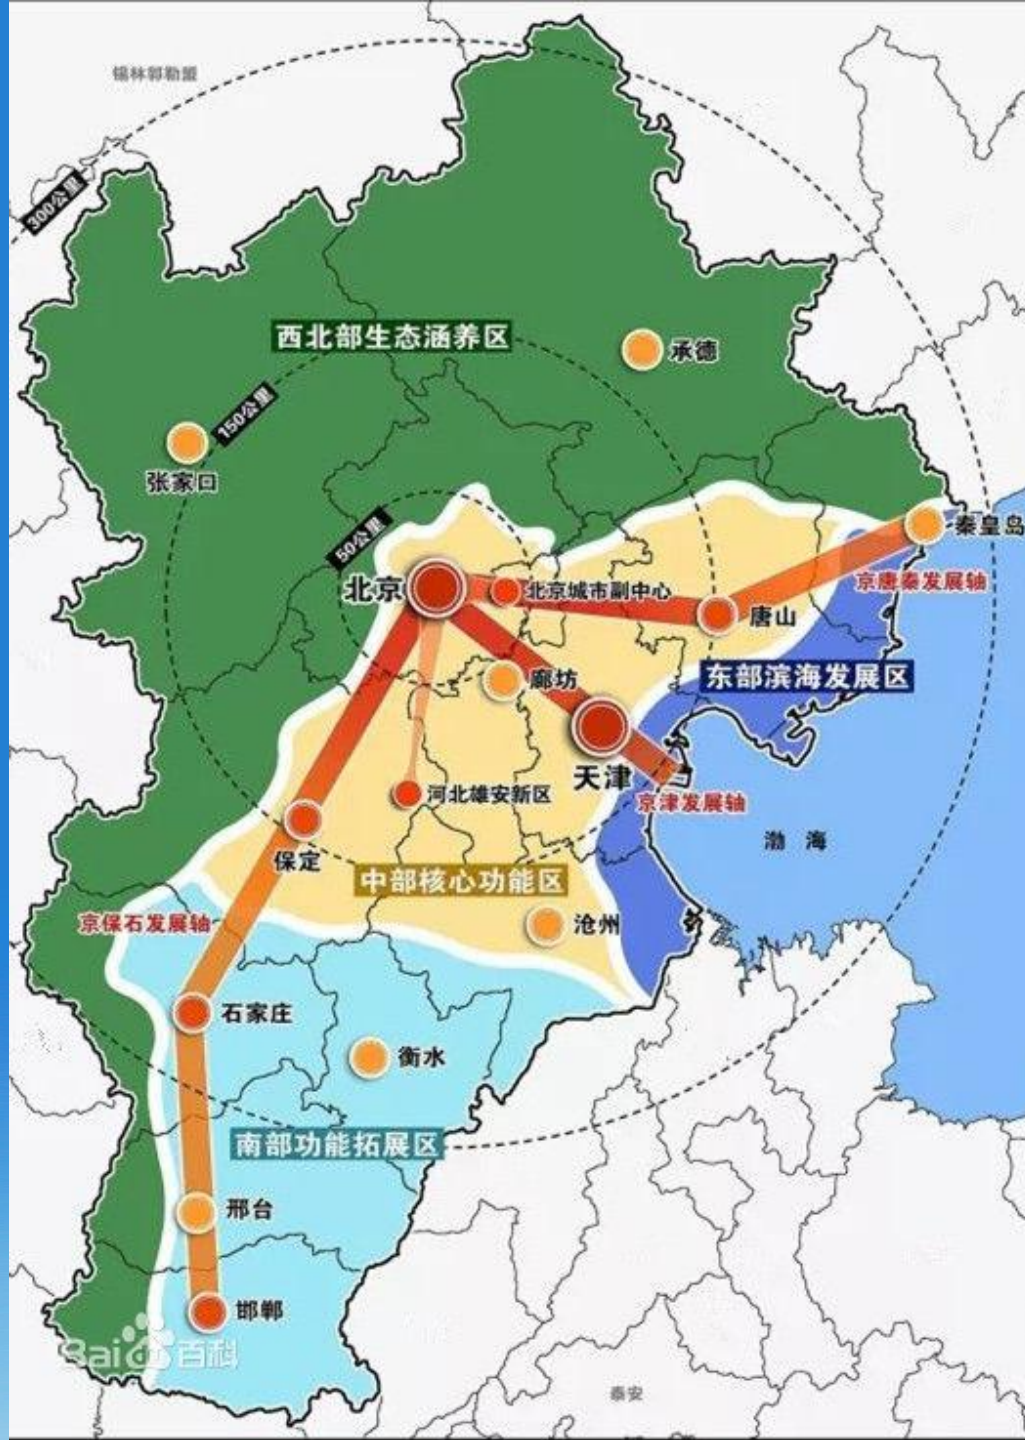 锡林郭勒盟
300公里
西北部生态涵养区
承德
150公里
张家口
50公里
秦皇岛
北京
北京城市副中心
京唐秦发展轴
唐山
东部滨海发展区
廊坊
天津
河北雄安新区
京津发展轴
保定
渤 海
中部核心功能区
京保石发展轴
沧州
石家庄
衡水
南部功能拓展区
邢台
邯郸
Bai百科
泰安